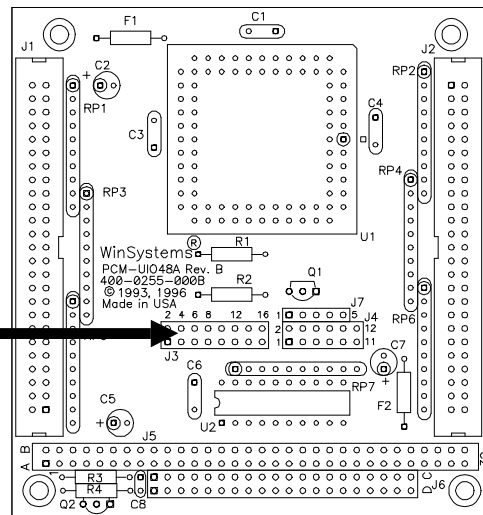 F1
C1
J1
J2
C2
+
RP1
RP2
C4
C3
RP3
RP4
U1
WinSystems ®
R1
PCM-UIO48A Rev. B
400-0255-000B
© 1993, 1996
Made in USA
R2
Q1
2 4 6 8 12 16
J7
1 5
J4
2 12
1 11
J3
RP6
C7
+
C6
RP7
F2
U2
C5
+
J5
B
A
1
R3
R4
Q2
C8
C
D
J6